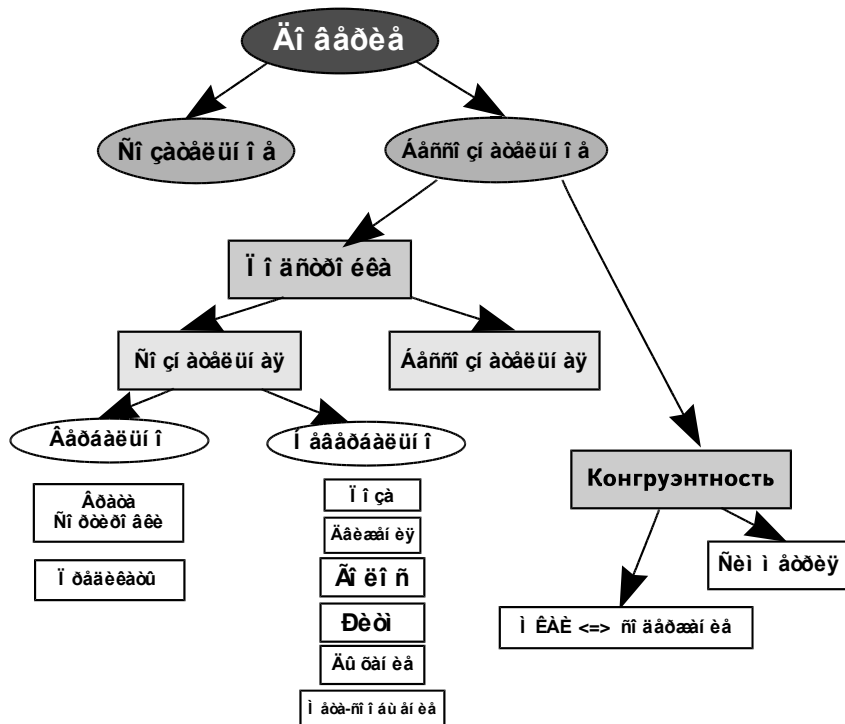 Äî âåðèå
Ñî çàòåëüí î å
Áåññî çí àòåëüí î å
Ï î äñòðî éêà
Ñî çí àòåëüí àÿ
Áåññî çí àòåëüí àÿ
Âåðáàëüí î
Í åâåðáàëüí î
Конгруэнтность
Âðàòà
Ñî ðòèðî âêè
Ï ðåäèêàòû
Ï î çà
Äâèæåí èÿ
Ãî ëî ñ
Ðèòì
Äû õàí èå
Ì åòà-ñî î áù åí èå
Ñèì ì åòðèÿ
Ì ÊÀÈ <=> ñî äåðæàí èå